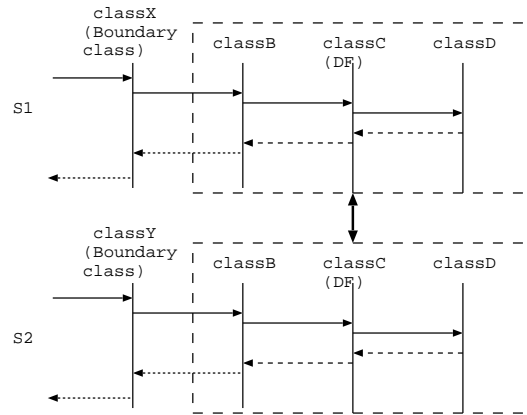 classX
(Boundary
class)
classB
classC
(DF)
classD
S1
classY
(Boundary
class)
classB
classC
(DF)
classD
S2